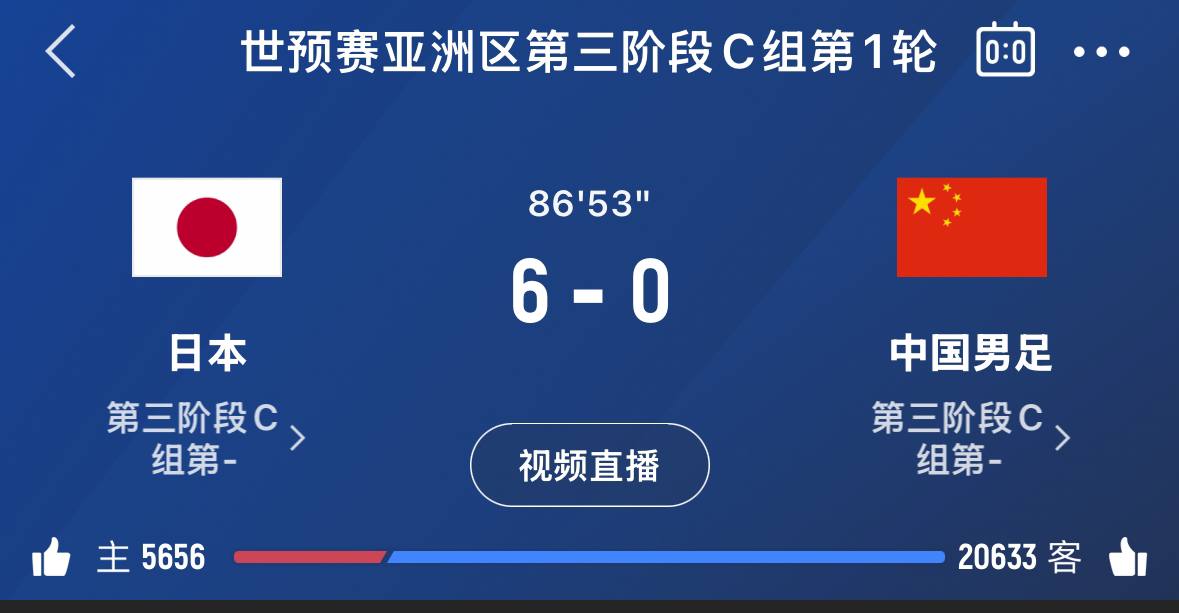 世预赛亚洲区第三阶段C组第1轮
0:0
86'53"
6 - 0
日本
中国男足
第三阶段C
组第-
第三阶段C
组第-
视频直播
主 5656
20633 客